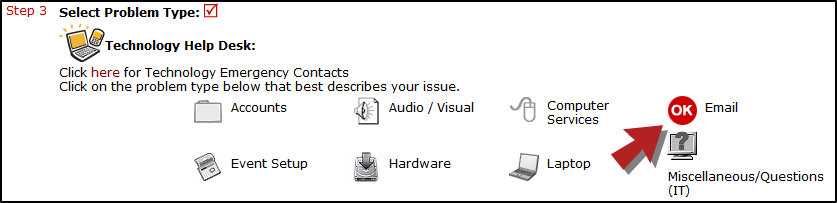 Step 3 Select Problem Type:
Technology Help Desk:
Click here for Technology Emergency Contacts
Click on the problem type below that best describes your issue.
Accounts Audio / Visual Computer Services OK Email
Event Setup Hardware Laptop ? Miscellaneous/Questions (IT)